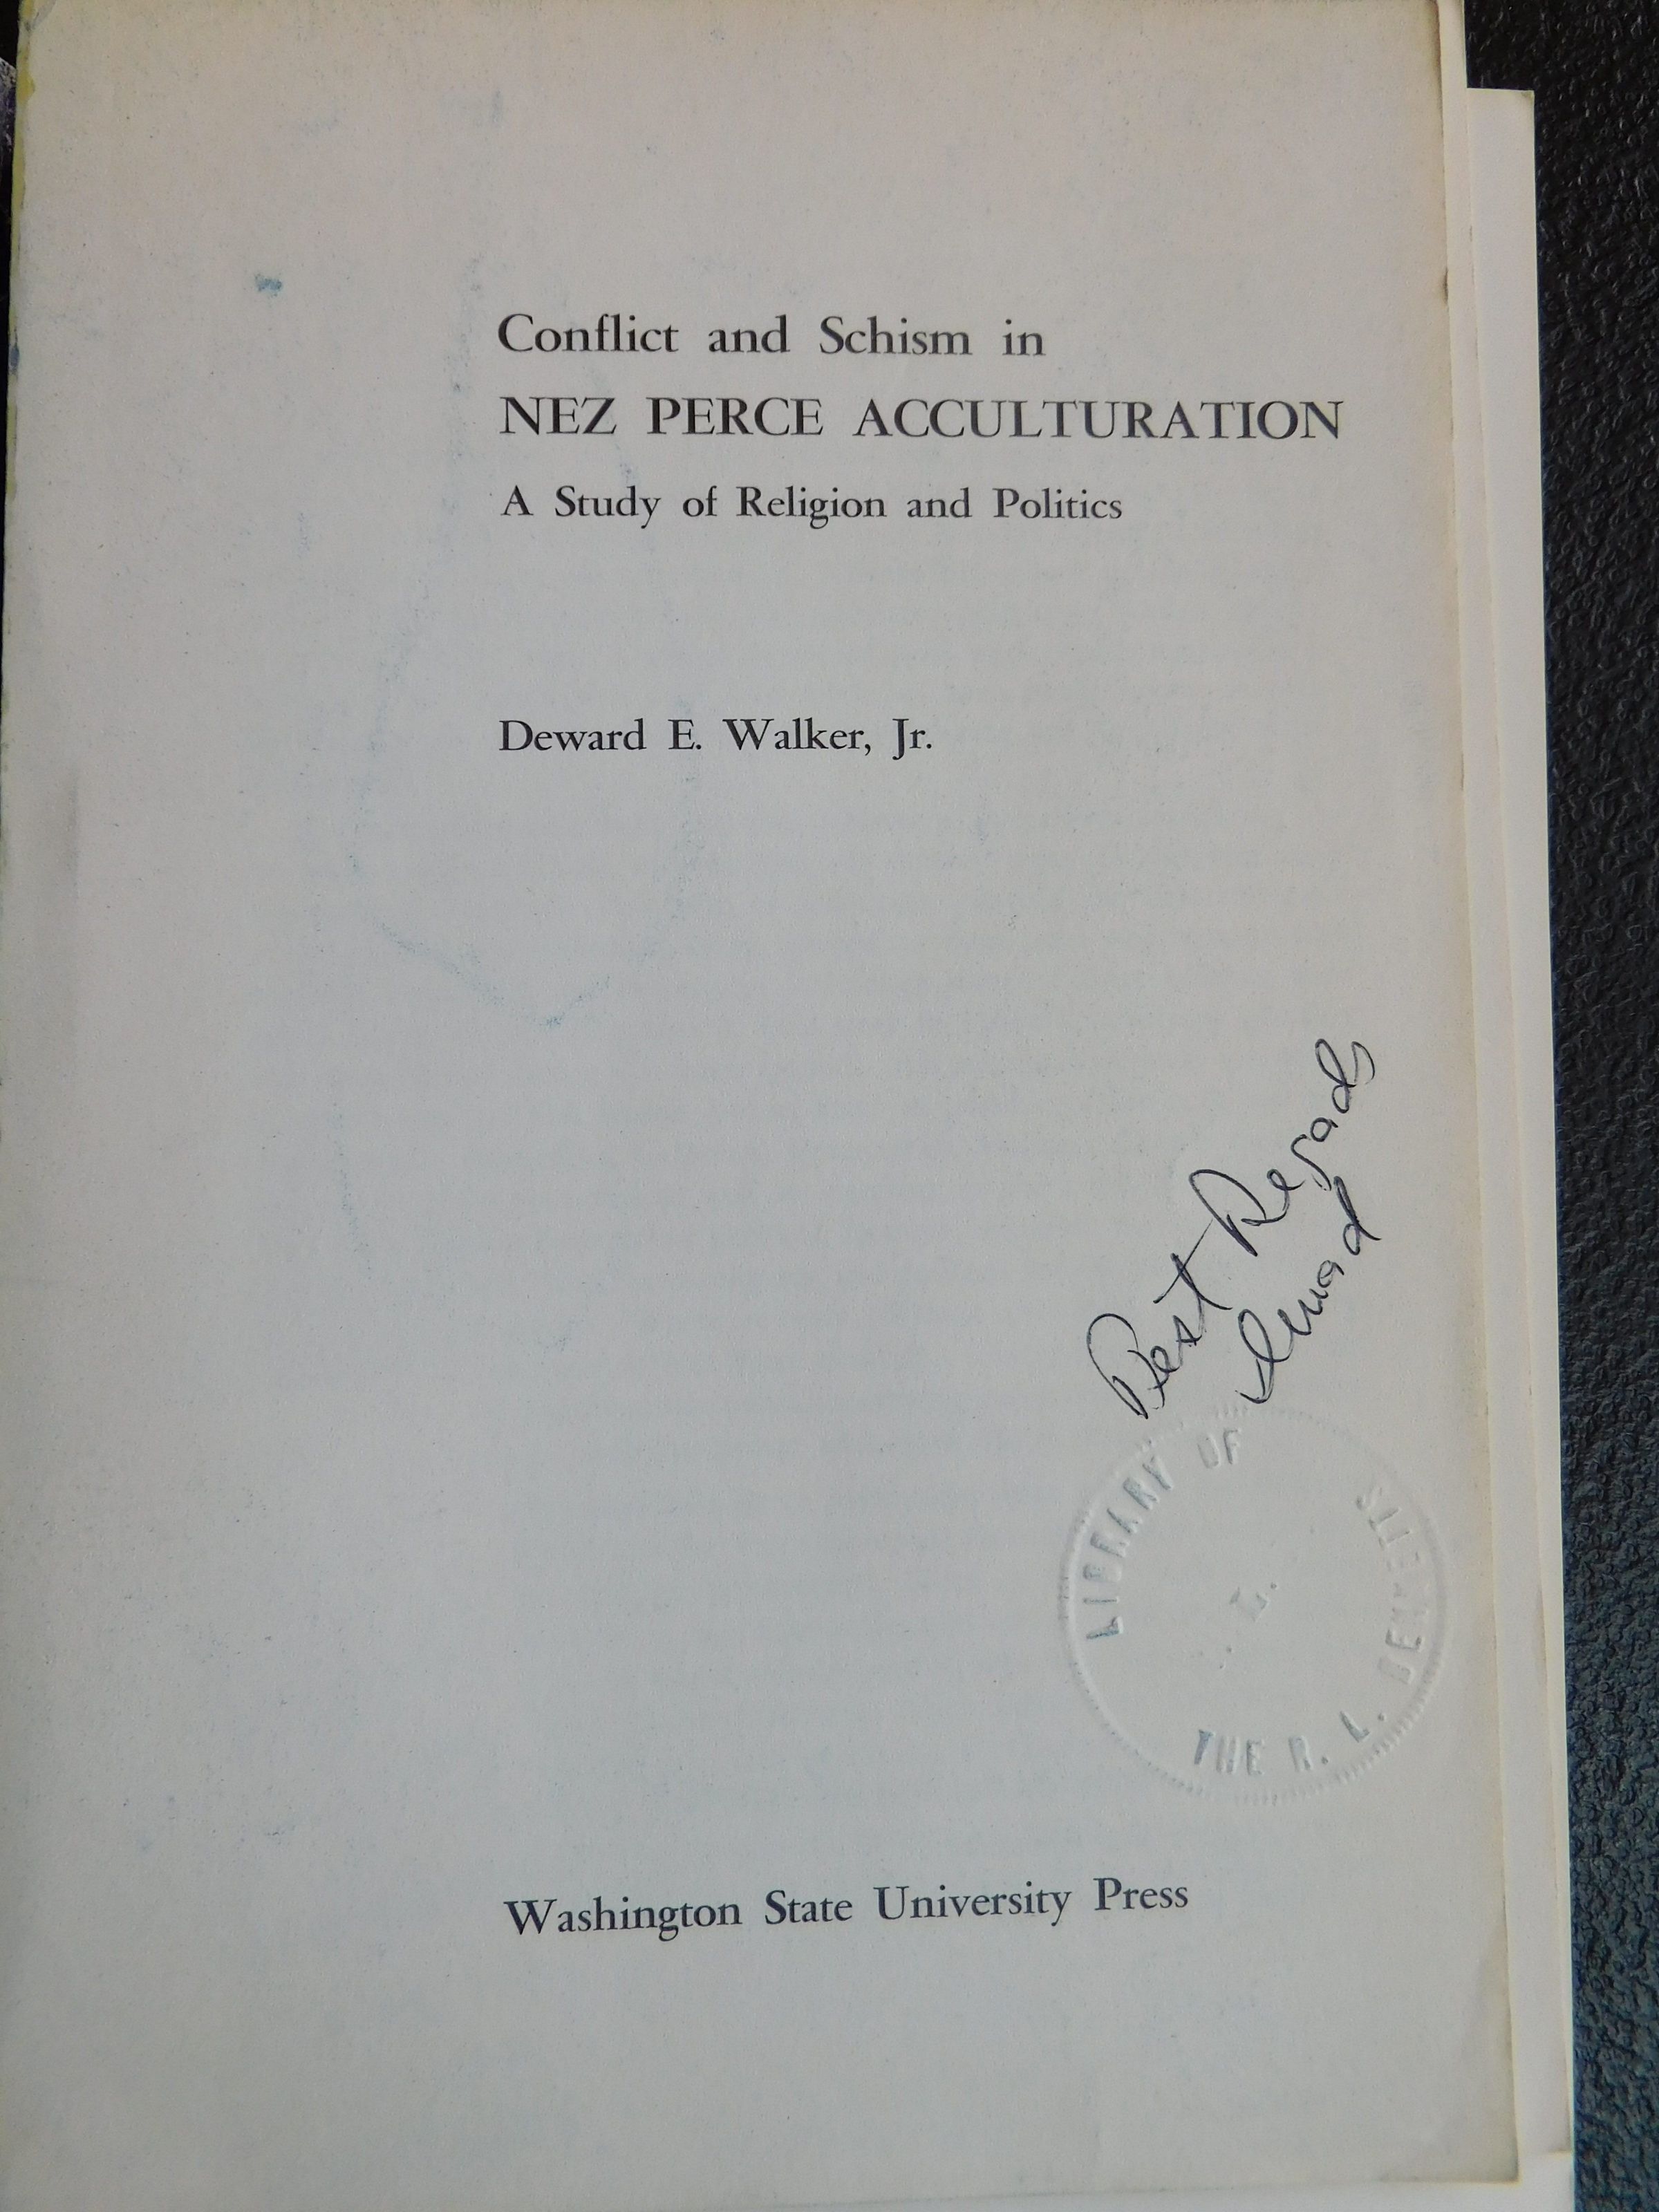 Conflict and Schism in
NEZ PERCE ACCULTURATION
A Study of Religion and Politics
Deward E. Walker, Jr.
Best Regards
LIBRARY OF
THE R. L.
Washington State University Press